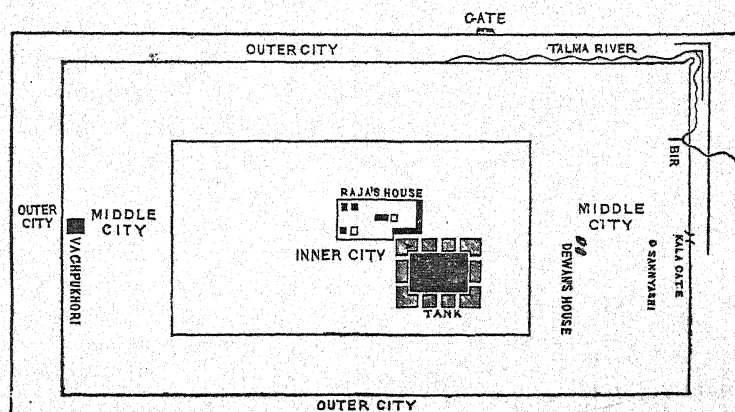 GATE
OUTER CITY
TALMA RIVER
BIR
RAJA'S HOUSE
OUTER
CITY
MIDDLE
CITY
MIDDLE
CITY
INNER CITY
VACHPUKHORI
DEWAN'S HOUSE
SANNYASHI
KALA GATE
TANK
OUTER CITY